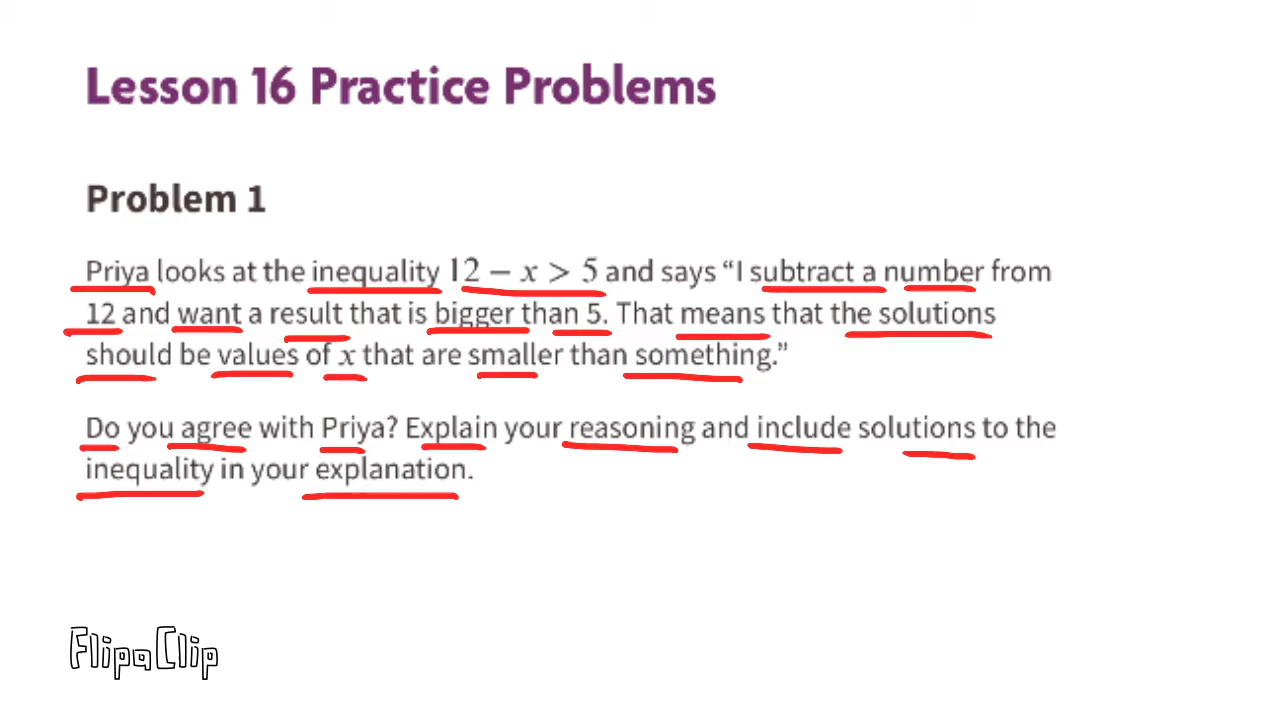 Lesson 16 Practice Problems
Problem 1
Priya looks at the inequality 12 − x > 5 and says “I subtract a number from
12 and want a result that is bigger than 5. That means that the solutions
should be values of x that are smaller than something.”
Do you agree with Priya? Explain your reasoning and include solutions to the
inequality in your explanation.
FlipaClip